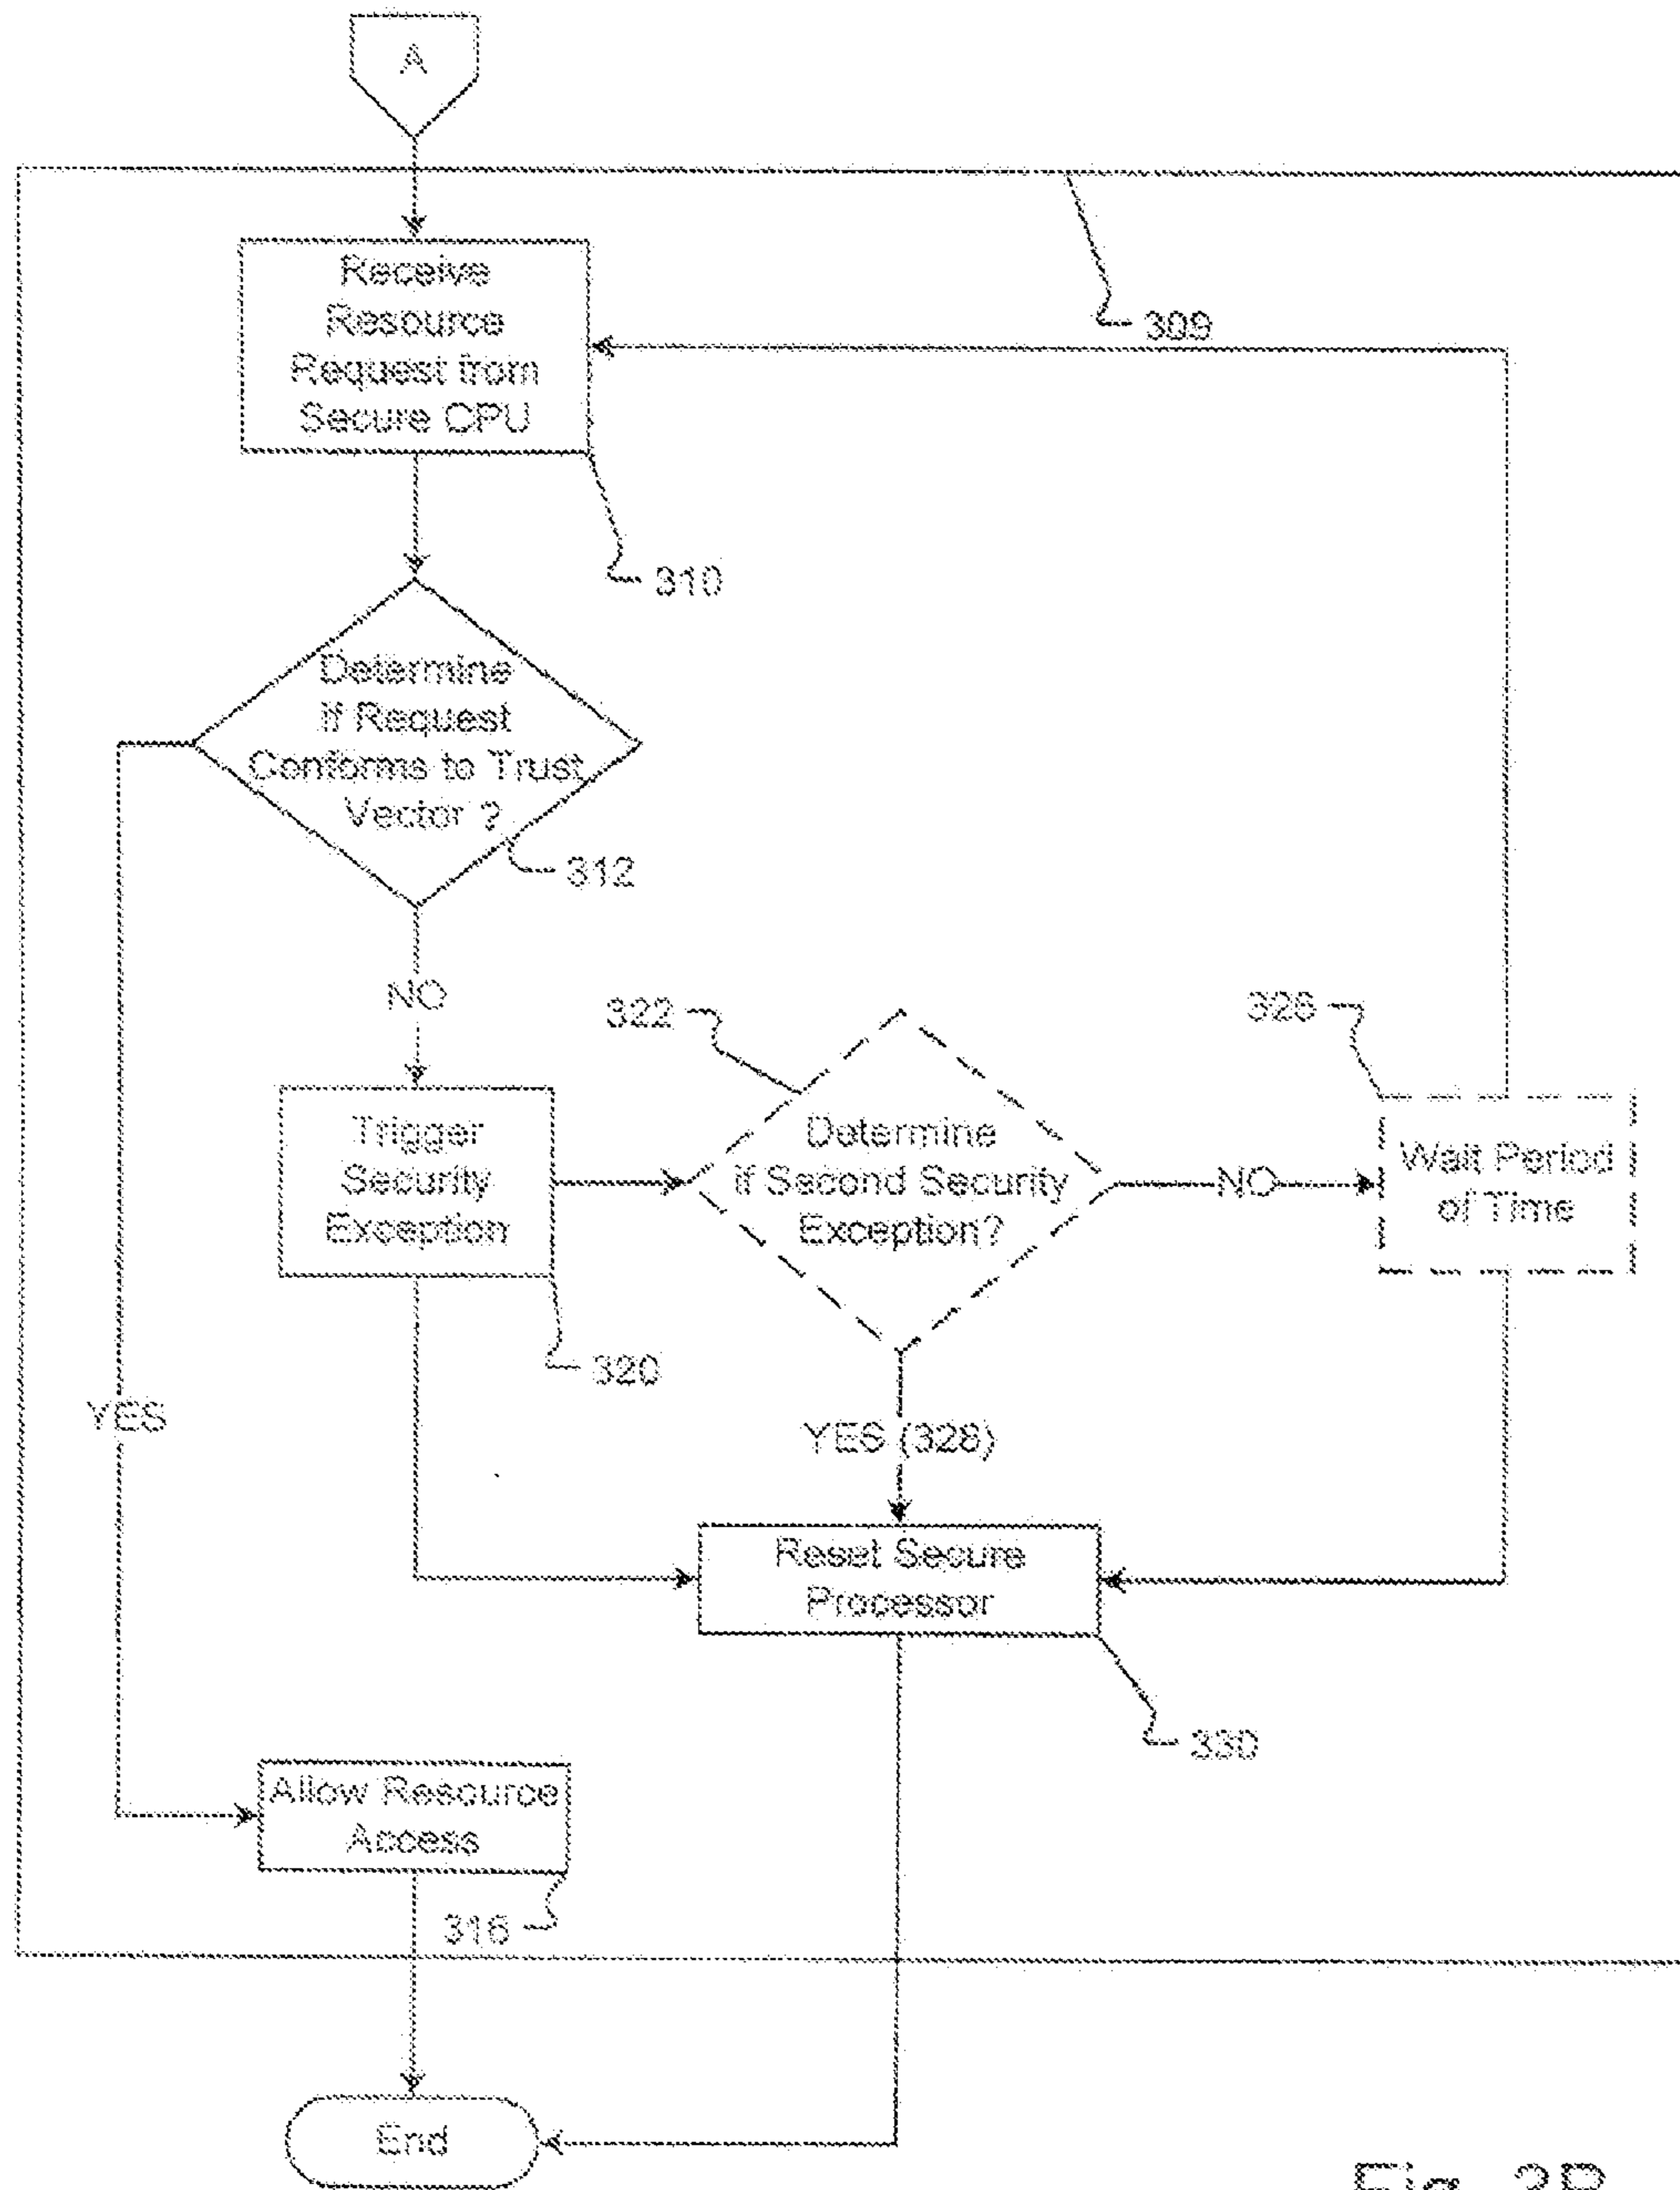 A
309
Receive
Resource
Request from
Secure CPU
310
Determine
if Request
Conforms to Trust
Vector ?
312
NO
322
326
Trigger
Security
Exception
Determine
if Second Security
Exception?
NO
Wait Period
of Time
320
YES
YES (328)
Reset Secure
Processor
330
Allow Resource
Access
316
End
Fig. 3B